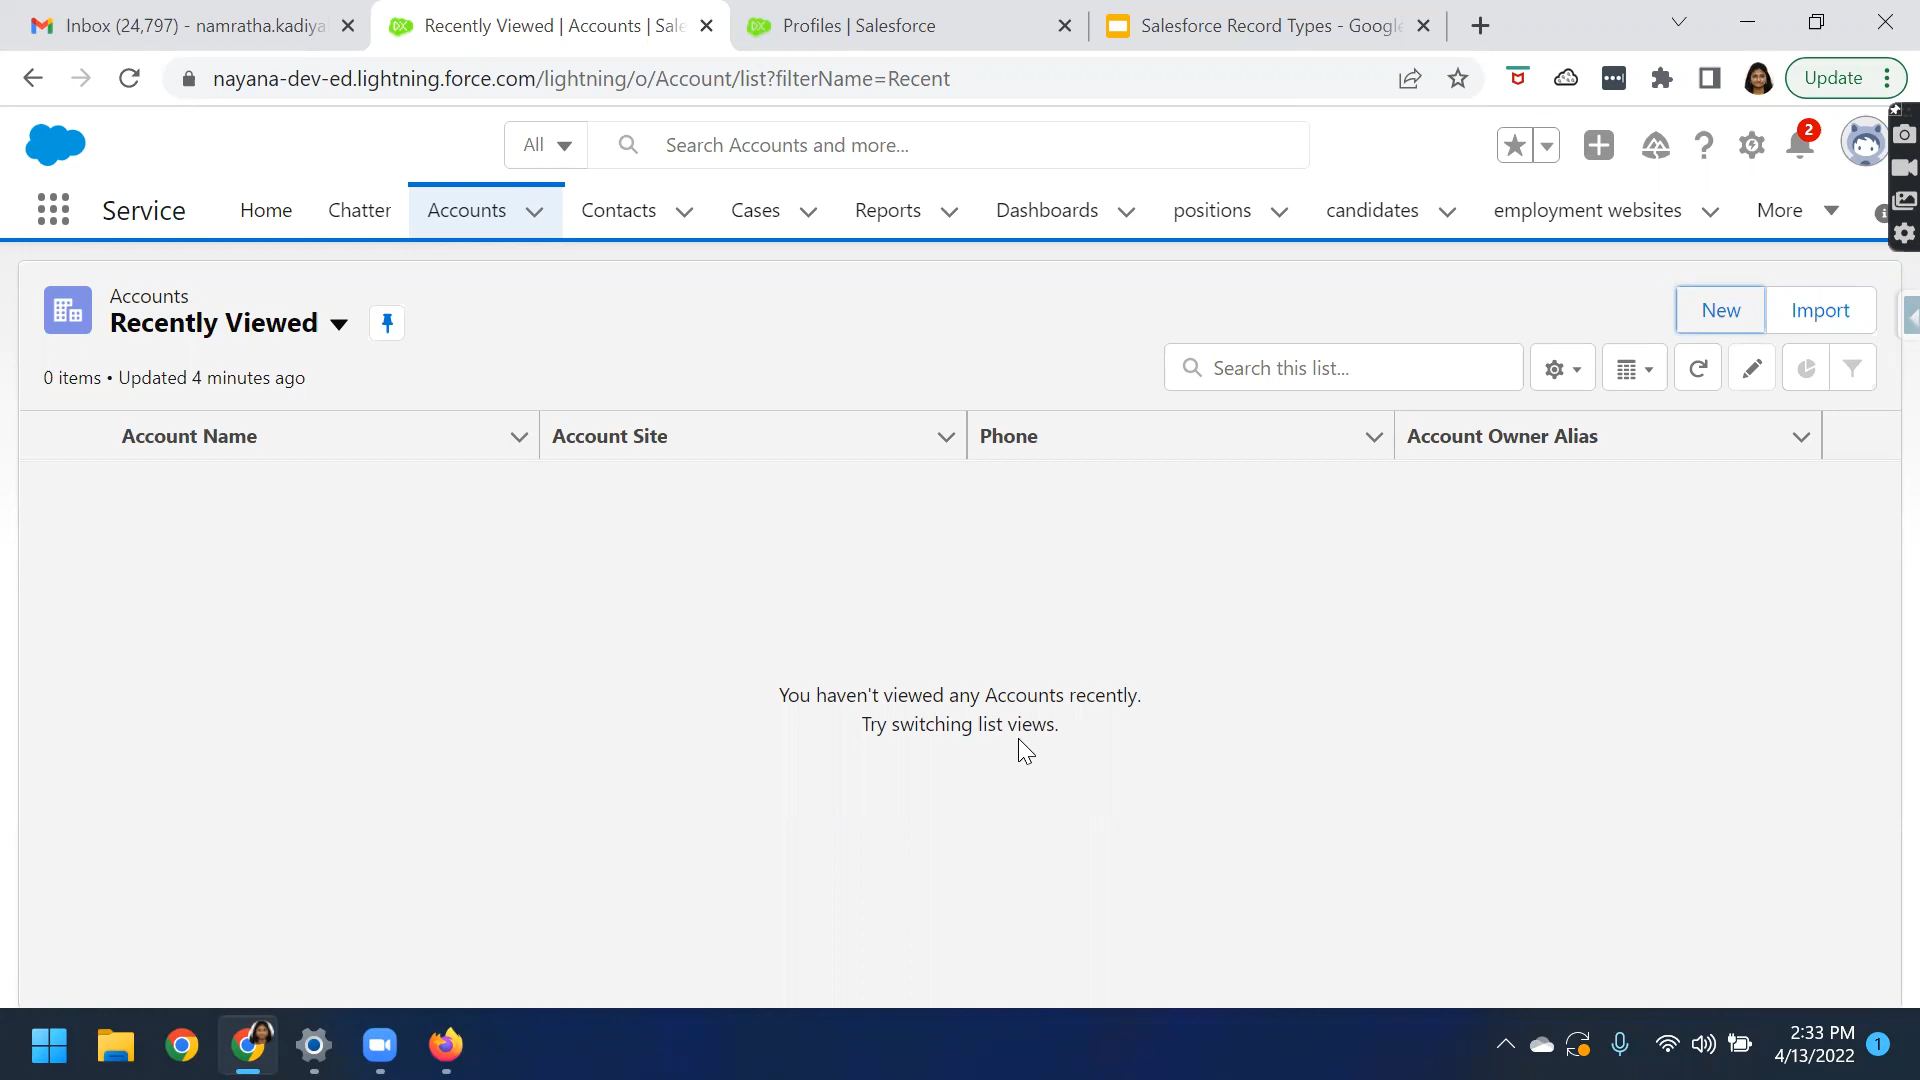 Inbox (24,797) - namratha.kadiya
Recently Viewed | Accounts | Sale
Profiles | Salesforce
Salesforce Record Types - Google
nayana-dev-ed.lightning.force.com/lightning/o/Account/list?filterName=Recent
Update
All
Search Accounts and more...
2
Service
Home
Chatter
Accounts
Contacts
Cases
Reports
Dashboards
positions
candidates
employment websites
More
Accounts
Recently Viewed
New
Import
0 items • Updated 4 minutes ago
Search this list...
Account Name
Account Site
Phone
Account Owner Alias
You haven't viewed any Accounts recently.
Try switching list views.
2:33 PM
4/13/2022
1